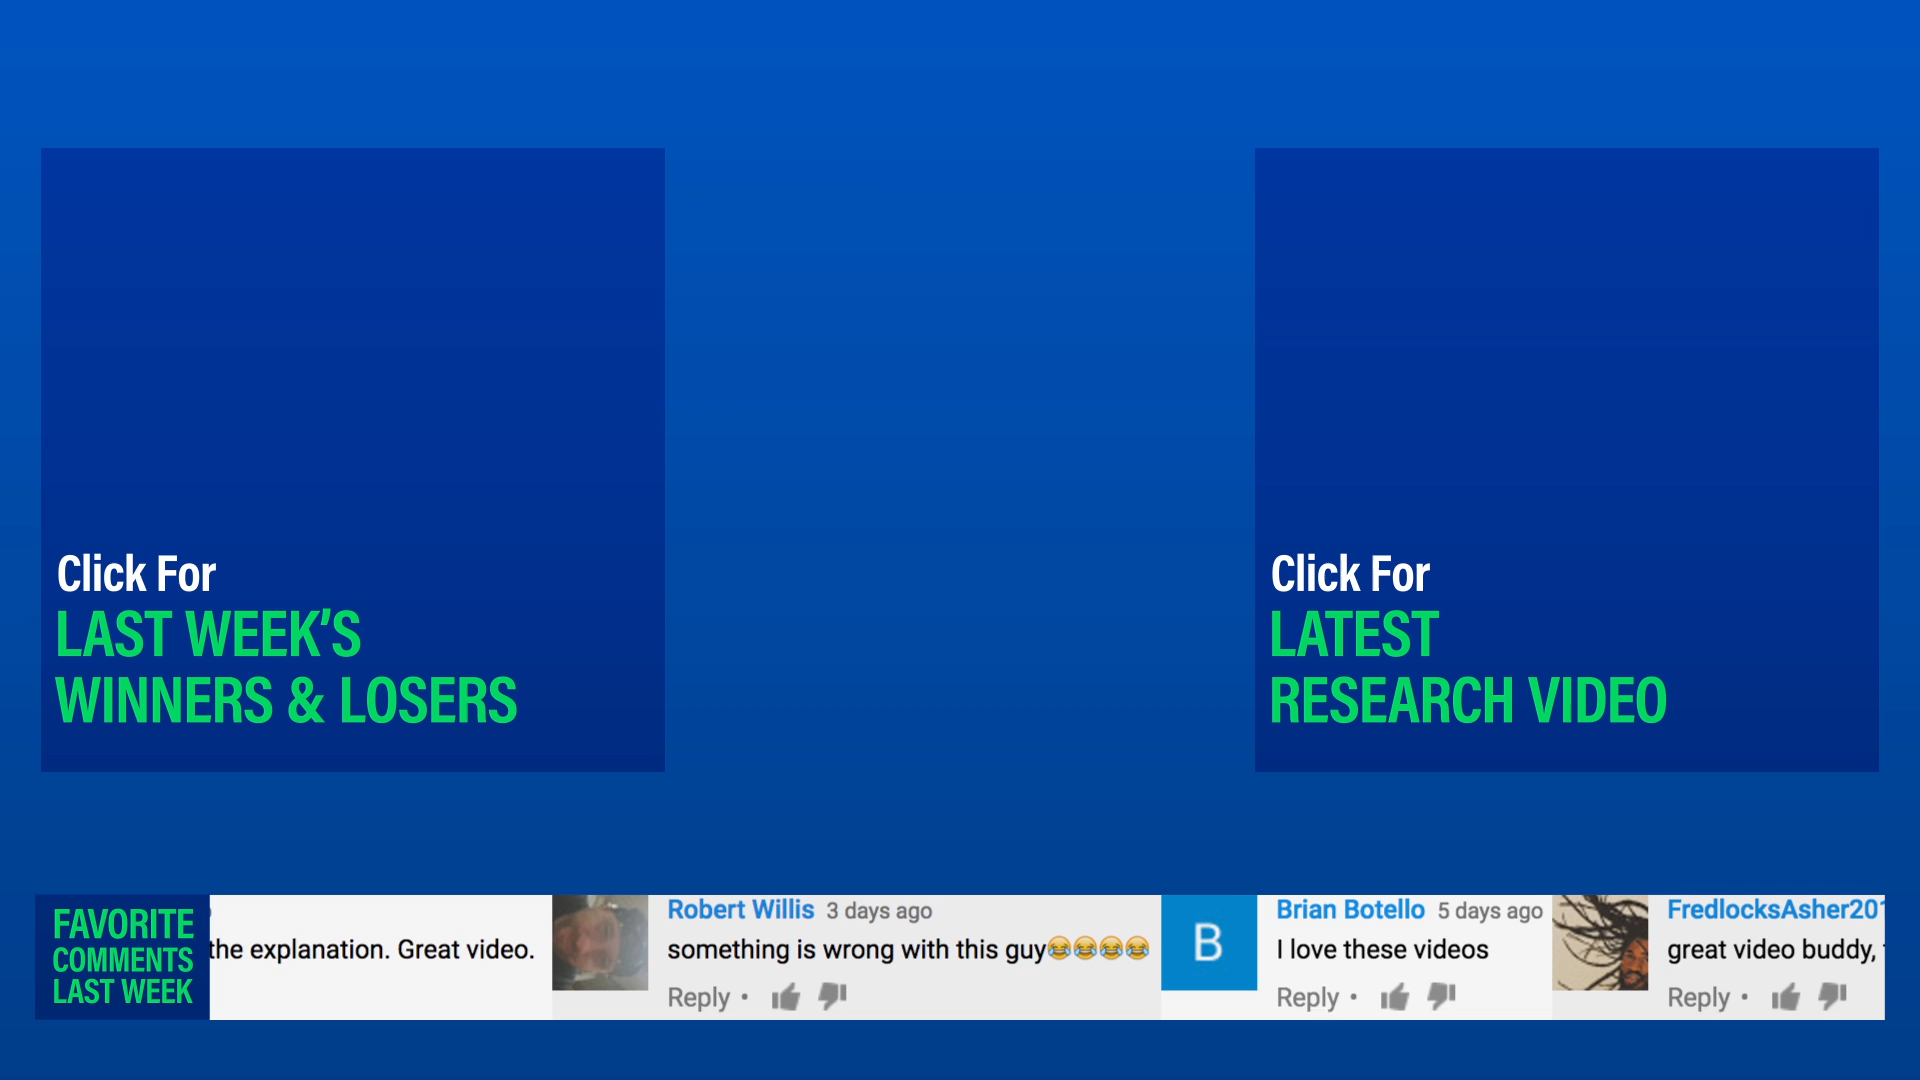 Click For
LAST WEEK'S
WINNERS & LOSERS
Click For
LATEST
RESEARCH VIDEO
FAVORITE
COMMENTS
LAST WEEK
the explanation. Great video.
Robert Willis 3 days ago
something is wrong with this guy😂😂😂😂
Reply •
B
Brian Botello 5 days ago
I love these videos
Reply •
FredlocksAsher20
great video buddy,
Reply •